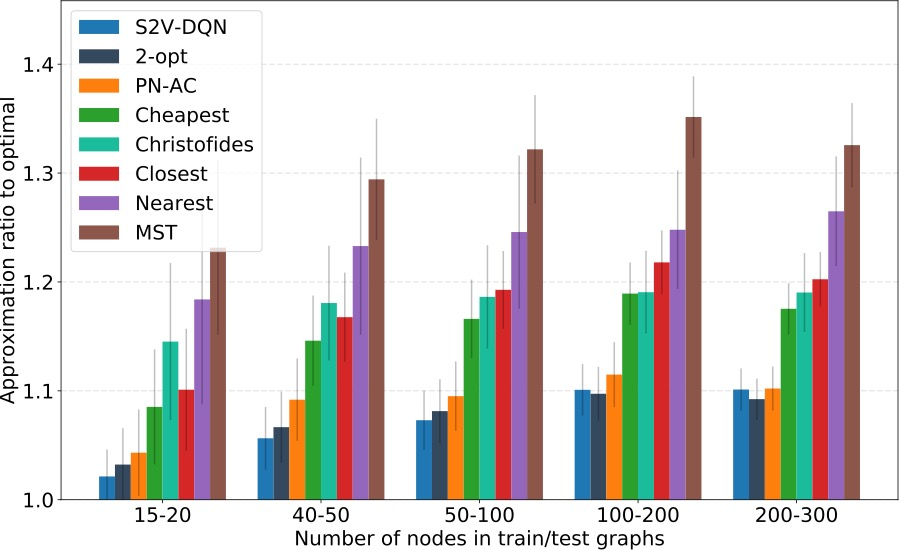 Approximation ratio to optimal
1.4
1.3
1.2
1.1
1.0
S2V-DQN
2-opt
PN-AC
Cheapest
Christofides
Closest
Nearest
MST
15-20 40-50 50-100 100-200 200-300
Number of nodes in train/test graphs